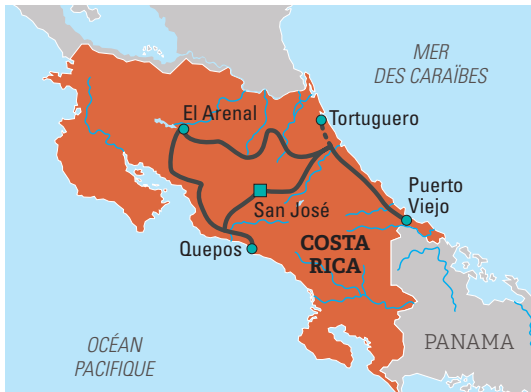 MER
DES CARAÏBES
El Arenal
Tortuguero
Puerto
Viejo
San José
Quepos
COSTA
RICA
PANAMA
OCÉAN
PACIFIQUE